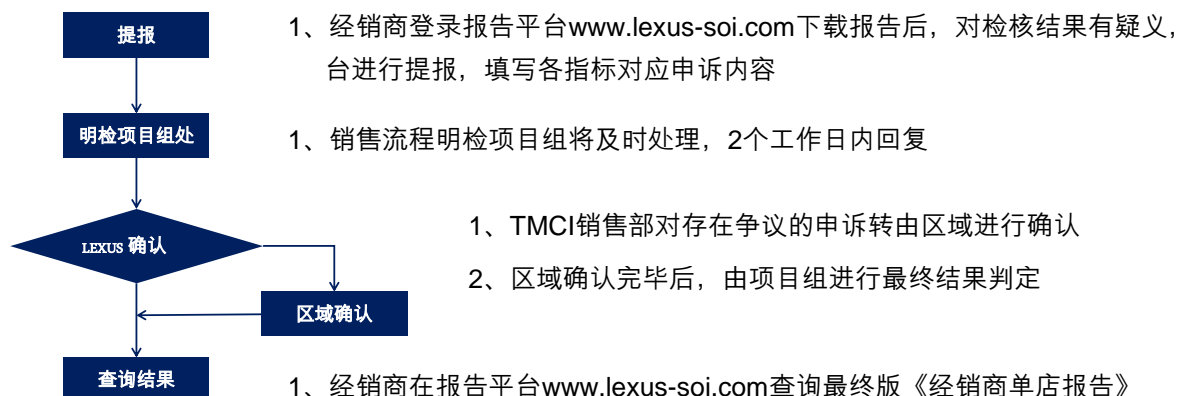 提报
1、经销商登录报告平台www.lexus-soi.com下载报告后，对检核结果有疑义，
台进行提报，填写各指标对应申诉内容
明检项目组处
1、销售流程明检项目组将及时处理，2个工作日内回复
LEXUS 确认
1、TMCI销售部对存在争议的申诉转由区域进行确认
2、区域确认完毕后，由项目组进行最终结果判定
区域确认
查询结果
1、经销商在报告平台www.lexus-soi.com查询最终版《经销商单店报告》